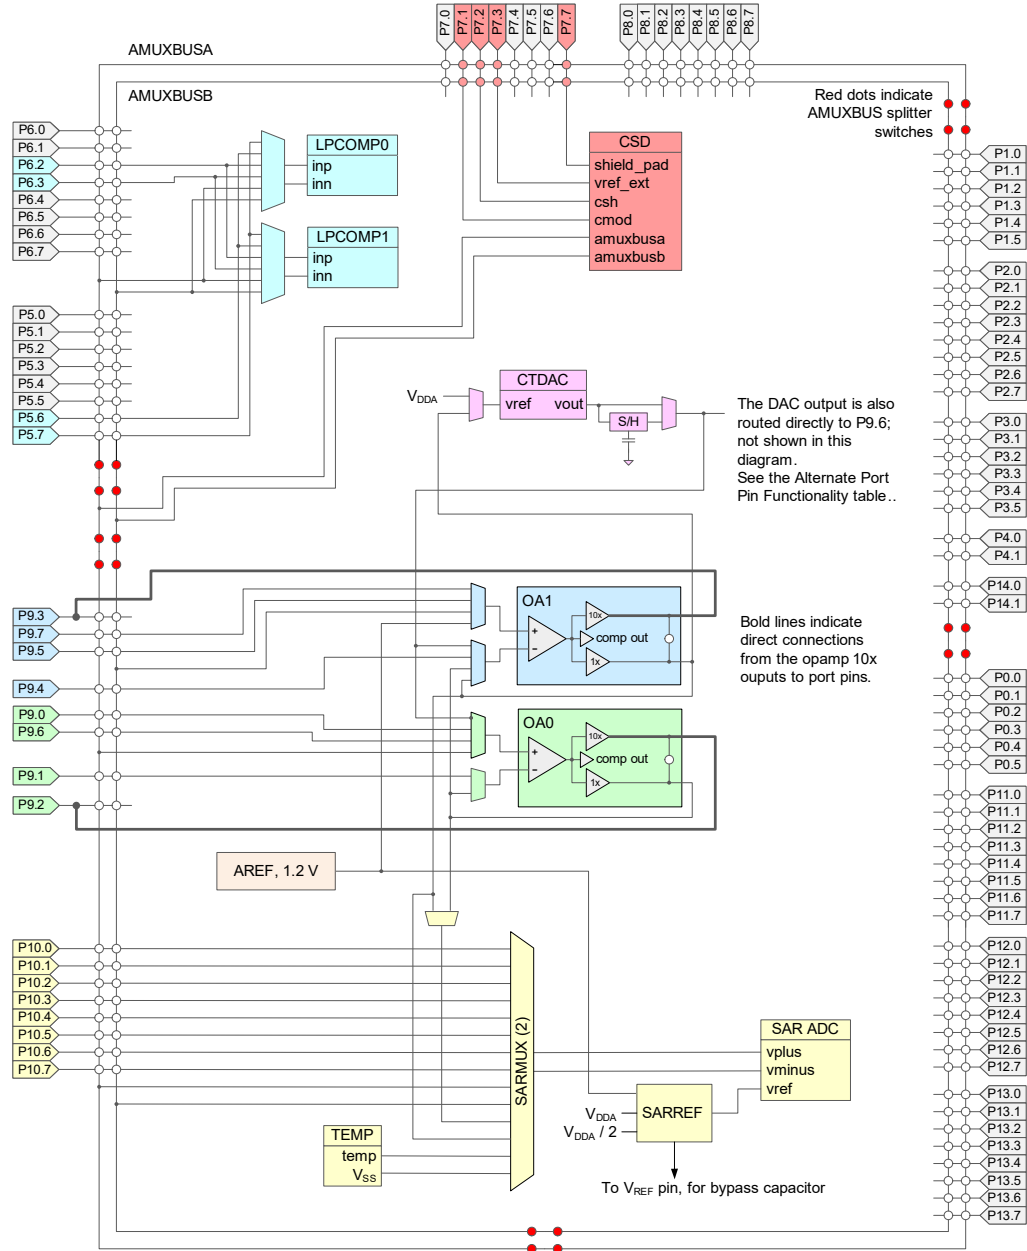 P7.0
P7.1
P7.2
P7.3
P7.4
P7.5
P7.6
P7.7
P8.0
P8.1
P8.2
P8.3
P8.4
P8.5
P8.6
P8.7
AMUXBUSA
AMUXBUSB
Red dots indicate
AMUXBUS splitter
switches
P6.0
P6.1
P6.2
P6.3
P6.4
P6.5
P6.6
P6.7
LPCOMP0
inp
inn
LPCOMP1
inp
inn
CSD
shield_pad
vref_ext
csh
cmod
amuxbusa
amuxbusb
P1.0
P1.1
P1.2
P1.3
P1.4
P1.5
P2.0
P2.1
P2.2
P2.3
P2.4
P2.5
P2.6
P2.7
P5.0
P5.1
P5.2
P5.3
P5.4
P5.5
P5.6
P5.7
VDDA
CTDAC
vref vout
S/H
The DAC output is also
routed directly to P9.6;
not shown in this
diagram.
See the Alternate Port
Pin Functionality table..
P3.0
P3.1
P3.2
P3.3
P3.4
P3.5
P4.0
P4.1
P14.0
P14.1
P9.3
P9.7
P9.5
P9.4
P9.0
P9.6
P9.1
P9.2
OA1
+
−
10x
comp out
1x
OA0
+
−
10x
comp out
1x
Bold lines indicate
direct connections
from the opamp 10x
ouputs to port pins.
P0.0
P0.1
P0.2
P0.3
P0.4
P0.5
P11.0
P11.1
P11.2
P11.3
P11.4
P11.5
P11.6
P11.7
AREF, 1.2 V
P10.0
P10.1
P10.2
P10.3
P10.4
P10.5
P10.6
P10.7
SARMUX (2)
TEMP
temp
VSS
SAR ADC
vplus
vminus
vref
VDDA
VDDA / 2
SARREF
To VREF pin, for bypass capacitor
P12.0
P12.1
P12.2
P12.3
P12.4
P12.5
P12.6
P12.7
P13.0
P13.1
P13.2
P13.3
P13.4
P13.5
P13.6
P13.7